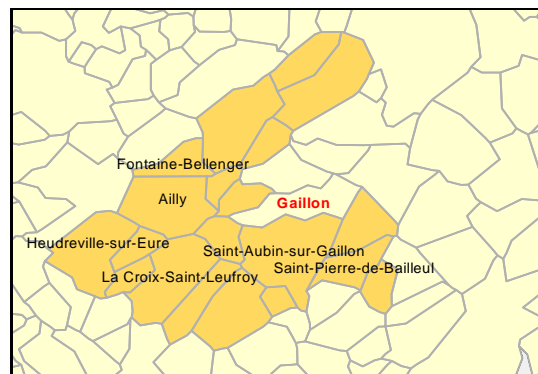 Fontaine-Bellenger
Ailly
Gaillon
Heudreville-sur-Eure
Saint-Aubin-sur-Gaillon
La Croix-Saint-Leufroy
Saint-Pierre-de-Bailleul